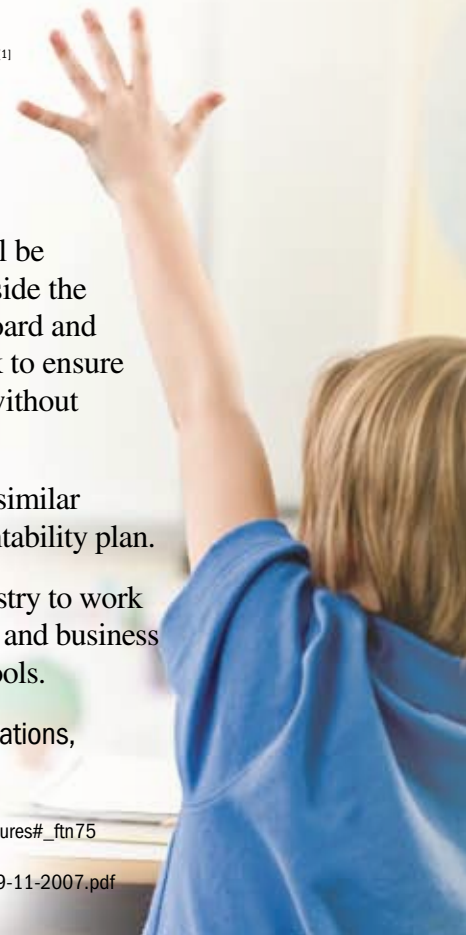 1]
l be
side the
oard and
k to ensure
without
similar
ntability plan.
stry to work
and business
ools.
ations,
ures#_ftn75
9-11-2007.pdf